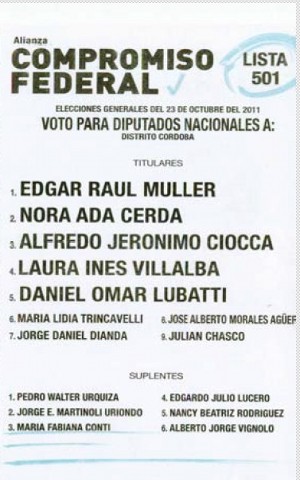 Alianza
COMPROMISO
FEDERAL
LISTA
501
ELECCIONES GENERALES DEL 23 DE OCTUBRE DEL 2011
VOTO PARA DIPUTADOS NACIONALES A:
DISTRITO CORDOBA
TITULARES
1. EDGAR RAUL MULLER
2. NORA ADA CERDA
3. ALFREDO JERONIMO CIOCCA
4. LAURA INES VILLALBA
5. DANIEL OMAR LUBATTI
6. MARIA LIDIA TRINCAVELLI
7. JORGE DANIEL DIANDA
8. JOSE ALBERTO MORALES AGÜER
9. JULIAN CHASCO
SUPLENTES
1. PEDRO WALTER URQUIZA
2. JORGE E. MARTINOLI URIONDO
3. MARIA FABIANA CONTI
4. EDGARDO JULIO LUCERO
5. NANCY BEATRIZ RODRIGUEZ
6. ALBERTO JORGE VIGNOLO